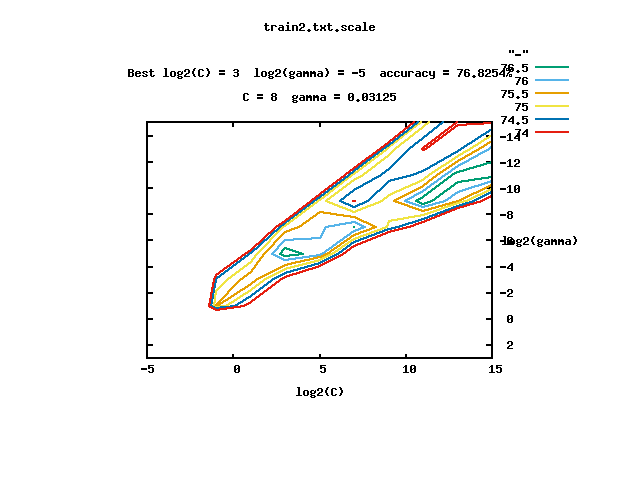 train2.txt.scale
"-"
Best log2(C) = 3  log2(gamma) = -5  accuracy = 76.8254%
76.5
76
C = 8  gamma = 0.03125
75.5
75
74.5
74
-14
-12
-10
-8
-6
log2(gamma)
-4
-2
0
2
-5 0 5 10 15
log2(C)